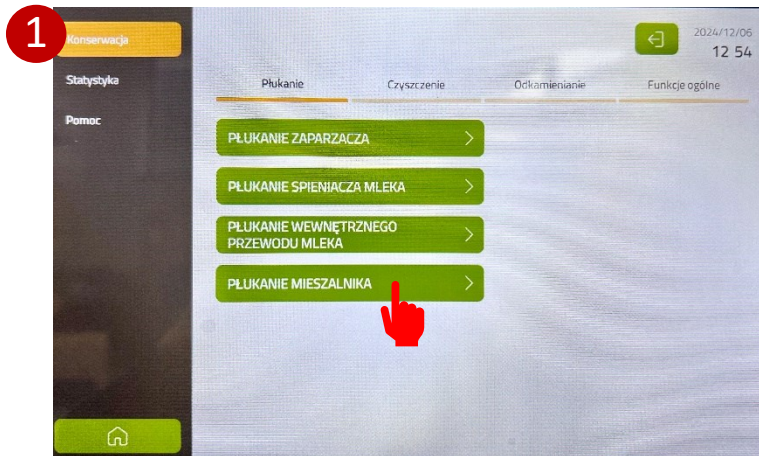 1
Konserwacja
2024/12/06
12 54
Statystyka
Płukanie
Czyszczenie
Odkamienianie
Funkcje ogólne
Pomoc
PŁUKANIE ZAPARZACZA
PŁUKANIE SPIENIACZA MLEKA
PŁUKANIE WEWNĘTRZNEGO
PRZEWODU MLEKA
PŁUKANIE MIESZALNIKA